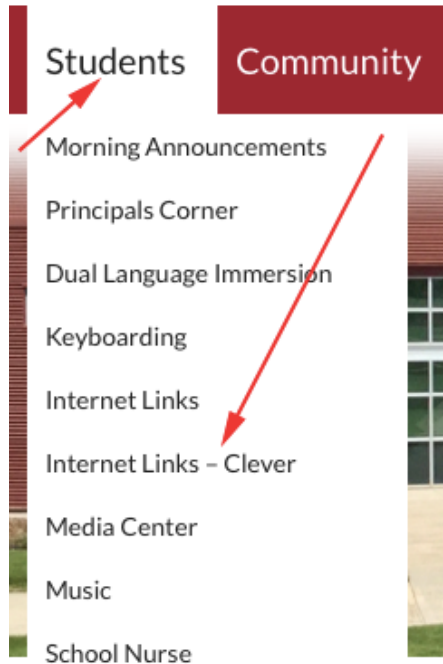 Students Community
Morning Announcements
Principals Corner
Dual Language Immersion
Keyboarding
Internet Links
Internet Links – Clever
Media Center
Music
School Nurse